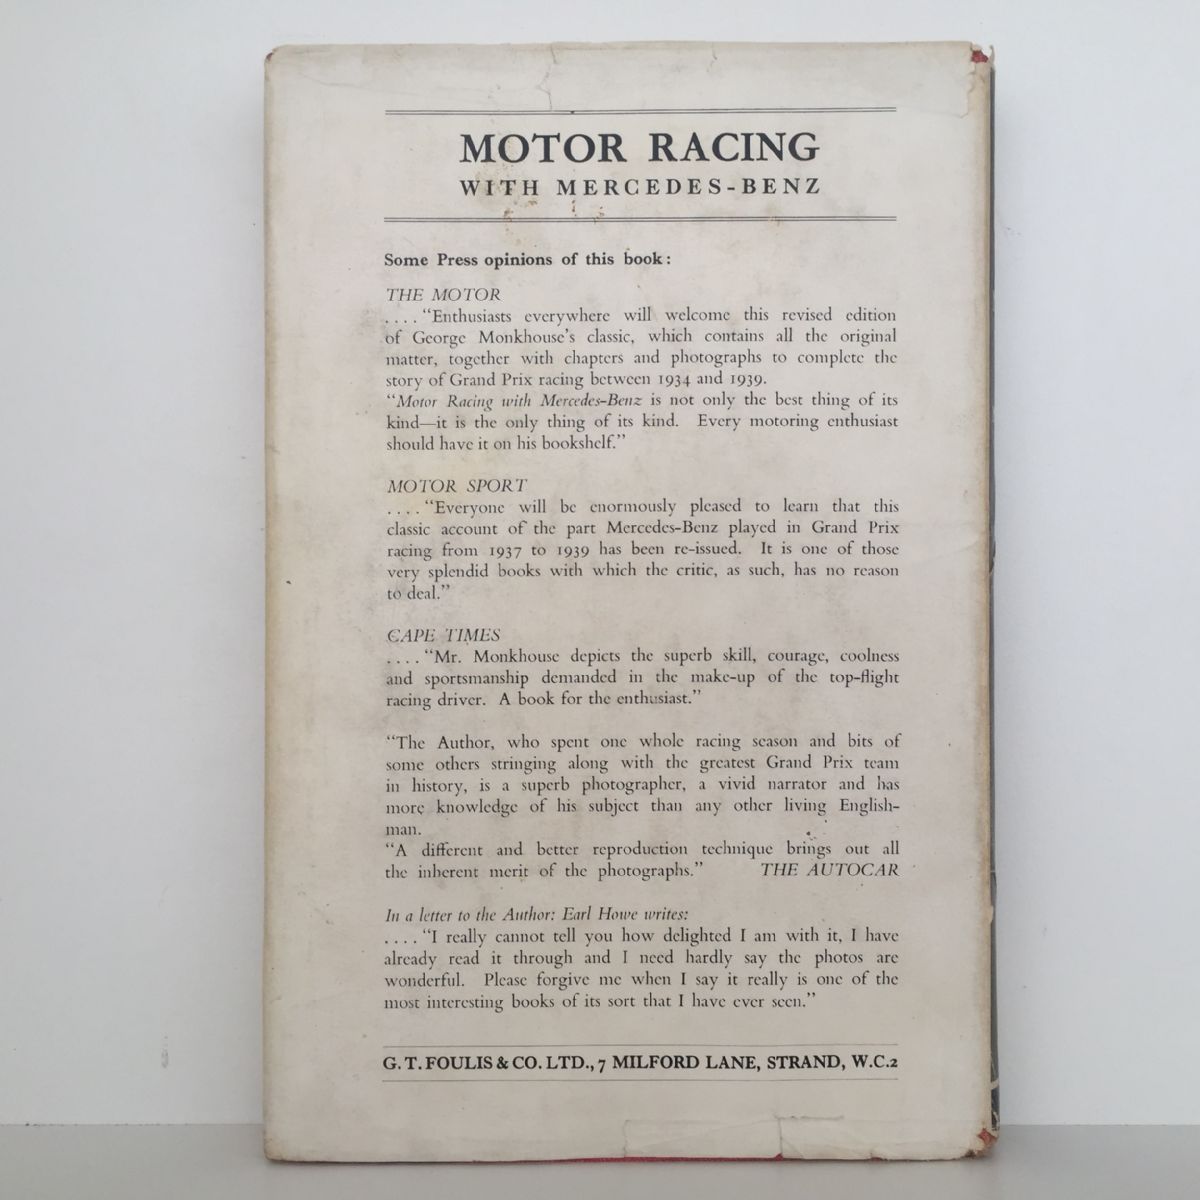 MOTOR RACING
WITH MERCEDES-BENZ
Some Press opinions of this book:
THE MOTOR
...."Enthusiasts everywhere will welcome this revised edition
of George Monkhouse's classic, which contains all the original
matter, together with chapters and photographs to complete the
story of Grand Prix racing between 1934 and 1939.
"Motor Racing with Mercedes-Benz is not only the best thing of its
kind—it is the only thing of its kind. Every motoring enthusiast
should have it on his bookshelf."
MOTOR SPORT
...."Everyone will be enormously pleased to learn that this
classic account of the part Mercedes-Benz played in Grand Prix
racing from 1937 to 1939 has been re-issued. It is one of those
very splendid books with which the critic, as such, has no reason
to deal."
CAPE TIMES
...."Mr. Monkhouse depicts the superb skill, courage, coolness
and sportsmanship demanded in the make-up of the top-flight
racing driver. A book for the enthusiast."
"The Author, who spent one whole racing season and bits of
some others stringing along with the greatest Grand Prix team
in history, is a superb photographer, a vivid narrator and has
more knowledge of his subject than any other living English-
man.
"A different and better reproduction technique brings out all
the inherent merit of the photographs." THE AUTOCAR
In a letter to the Author: Earl Howe writes:
...."I really cannot tell you how delighted I am with it, I have
already read it through and I need hardly say the photos are
wonderful. Please forgive me when I say it really is one of the
most interesting books of its sort that I have ever seen."
G. T. FOULIS & CO. LTD., 7 MILFORD LANE, STRAND, W.C.2